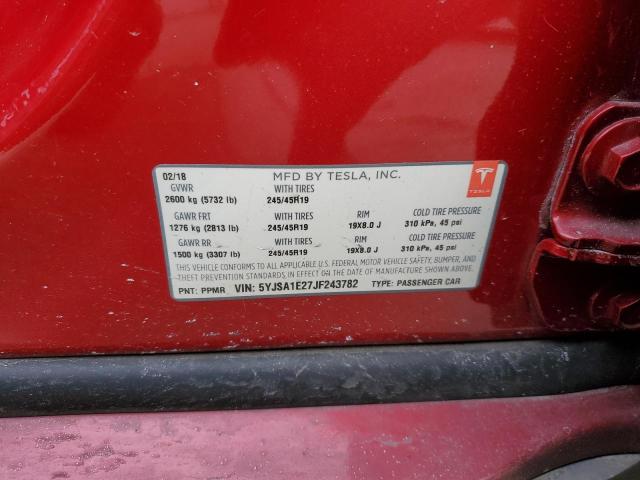 02/18 MFD BY TESLA, INC.
GVWR WITH TIRES
2600 kg (5732 lb) 245/45R19
GAWR FRT WITH TIRES RIM COLD TIRE PRESSURE
1276 kg (2813 lb) 245/45R19 19X8.0 J 310 kPa, 45 psi
GAWR RR WITH TIRES RIM COLD TIRE PRESSURE
1500 kg (3307 lb) 245/45R19 19X8.0 J 310 kPa, 45 psi
THIS VEHICLE CONFORMS TO ALL APPLICABLE U.S. FEDERAL MOTOR VEHICLE SAFETY, BUMPER, AND
THEFT PREVENTION STANDARDS IN EFFECT ON THE DATE OF MANUFACTURE SHOWN ABOVE.
PNT: PPMR VIN: 5YJSA1E27JF243782 TYPE: PASSENGER CAR
TESLA